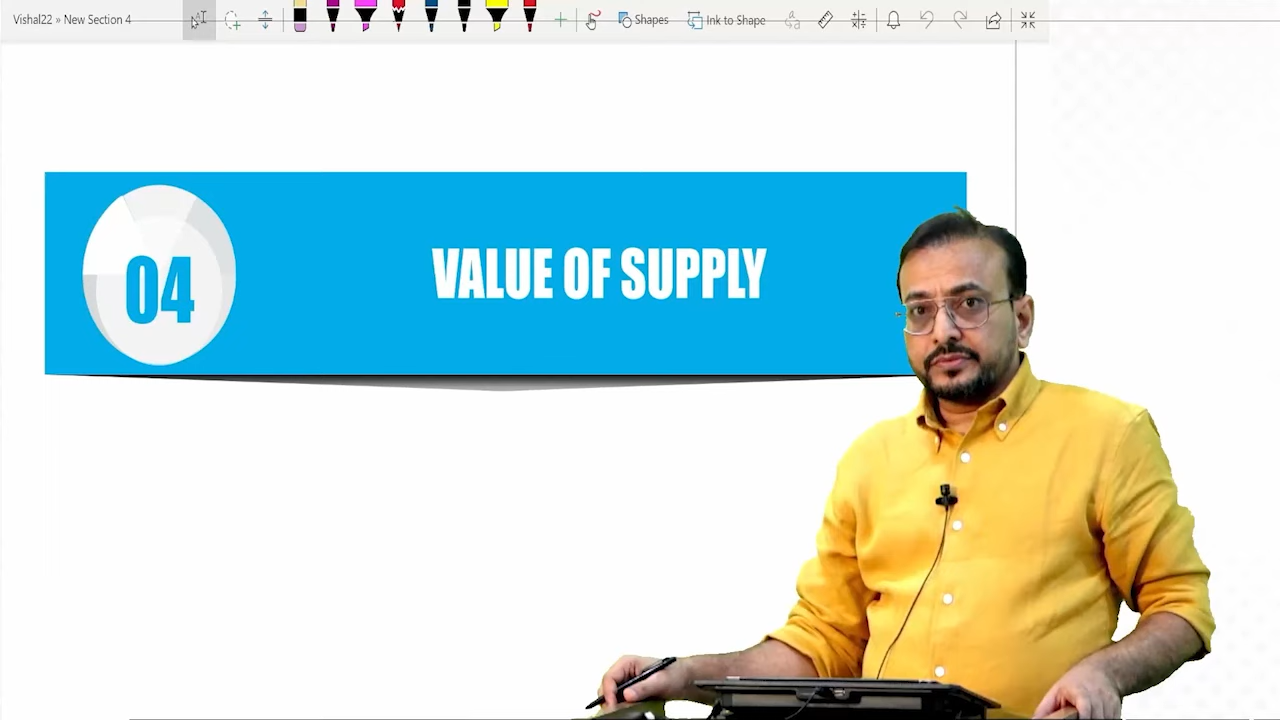 Vishal22 » New Section 4
Shapes
Ink to Shape
04
VALUE OF SUPPLY